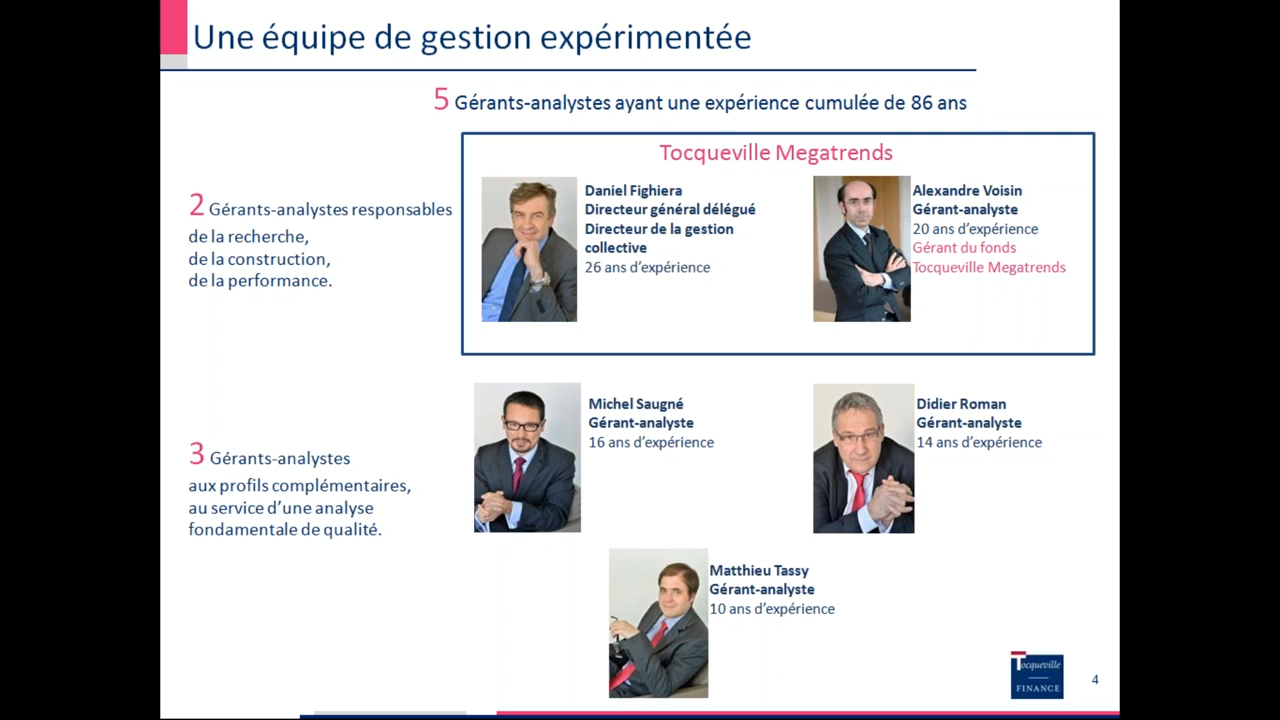 Une équipe de gestion expérimentée
5 Gérants-analystes ayant une expérience cumulée de 86 ans
Tocqueville Megatrends
2 Gérants-analystes responsables
de la recherche,
de la construction,
de la performance.
Daniel Fighiera
Directeur général délégué
Directeur de la gestion
collective
26 ans d'expérience
Alexandre Voisin
Gérant-analyste
20 ans d'expérience
Gérant du fonds
Tocqueville Megatrends
3 Gérants-analystes
aux profils complémentaires,
au service d'une analyse
fondamentale de qualité.
Michel Saugné
Gérant-analyste
16 ans d'expérience
Didier Roman
Gérant-analyste
14 ans d'expérience
Matthieu Tassy
Gérant-analyste
10 ans d'expérience
Tocqueville
FINANCE
4